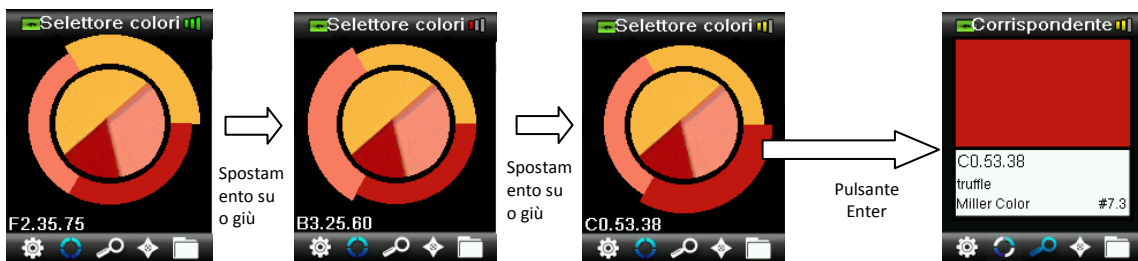 Selettore colori
F2.35.75
Spostam
ento su
o giù
Selettore colori
B3.25.60
Spostam
ento su
o giù
Selettore colori
C0.53.38
Pulsante
Enter
Corrispondente
C0.53.38
truffle
Miller Color #7.3